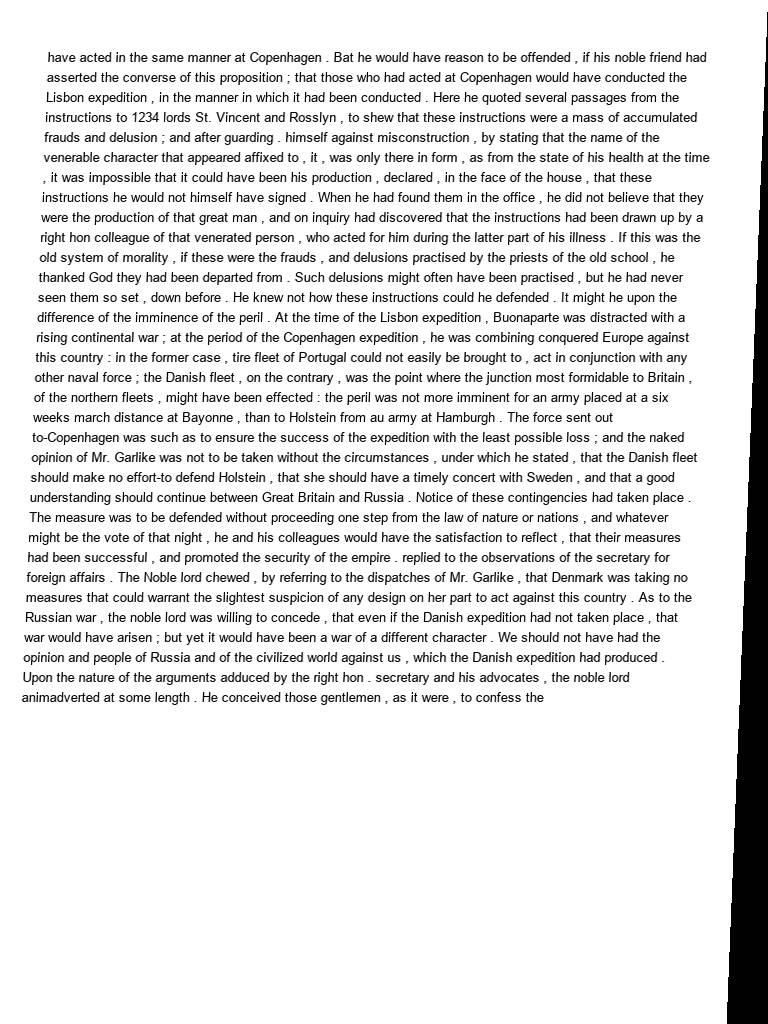 have acted in the same manner at Copenhagen . Bat he would have reason to be offended , if his noble friend had
asserted the converse of this proposition ; that those who had acted at Copenhagen would have conducted the
Lisbon expedition , in the manner in which it had been conducted . Here he quoted several passages from the
instructions to 1234 lords St. Vincent and Rosslyn , to shew that these instructions were a mass of accumulated
frauds and delusion ; and after guarding . himself against misconstruction , by stating that the name of the
venerable character that appeared affixed to , it , was only there in form , as from the state of his health at the time
, it was impossible that it could have been his production , declared , in the face of the house , that these
instructions he would not himself have signed . When he had found them in the office , he did not believe that they
were the production of that great man , and on inquiry had discovered that the instructions had been drawn up by a
right hon colleague of that venerated person , who acted for him during the latter part of his illness . If this was the
old system of morality , if these were the frauds , and delusions practised by the priests of the old school , he
thanked God they had been departed from . Such delusions might often have been practised , but he had never
seen them so set , down before . He knew not how these instructions could he defended . It might he upon the
difference of the imminence of the peril . At the time of the Lisbon expedition , Buonaparte was distracted with a
rising continental war ; at the period of the Copenhagen expedition , he was combining conquered Europe against
this country : in the former case , tire fleet of Portugal could not easily be brought to , act in conjunction with any
other naval force ; the Danish fleet , on the contrary , was the point where the junction most formidable to Britain ,
of the northern fleets , might have been effected : the peril was not more imminent for an army placed at a six
weeks march distance at Bayonne , than to Holstein from au army at Hamburgh . The force sent out
to-Copenhagen was such as to ensure the success of the expedition with the least possible loss ; and the naked
opinion of Mr. Garlike was not to be taken without the circumstances , under which he stated , that the Danish fleet
should make no effort-to defend Holstein , that she should have a timely concert with Sweden , and that a good
understanding should continue between Great Britain and Russia . Notice of these contingencies had taken place .
The measure was to be defended without proceeding one step from the law of nature or nations , and whatever
might be the vote of that night , he and his colleagues would have the satisfaction to reflect , that their measures
had been successful , and promoted the security of the empire . replied to the observations of the secretary for
foreign affairs . The Noble lord chewed , by referring to the dispatches of Mr. Garlike , that Denmark was taking no
measures that could warrant the slightest suspicion of any design on her part to act against this country . As to the
Russian war , the noble lord was willing to concede , that even if the Danish expedition had not taken place , that
war would have arisen ; but yet it would have been a war of a different character . We should not have had the
opinion and people of Russia and of the civilized world against us , which the Danish expedition had produced .
Upon the nature of the arguments adduced by the right hon . secretary and his advocates , the noble lord
animadverted at some length . He conceived those gentlemen , as it were , to confess the